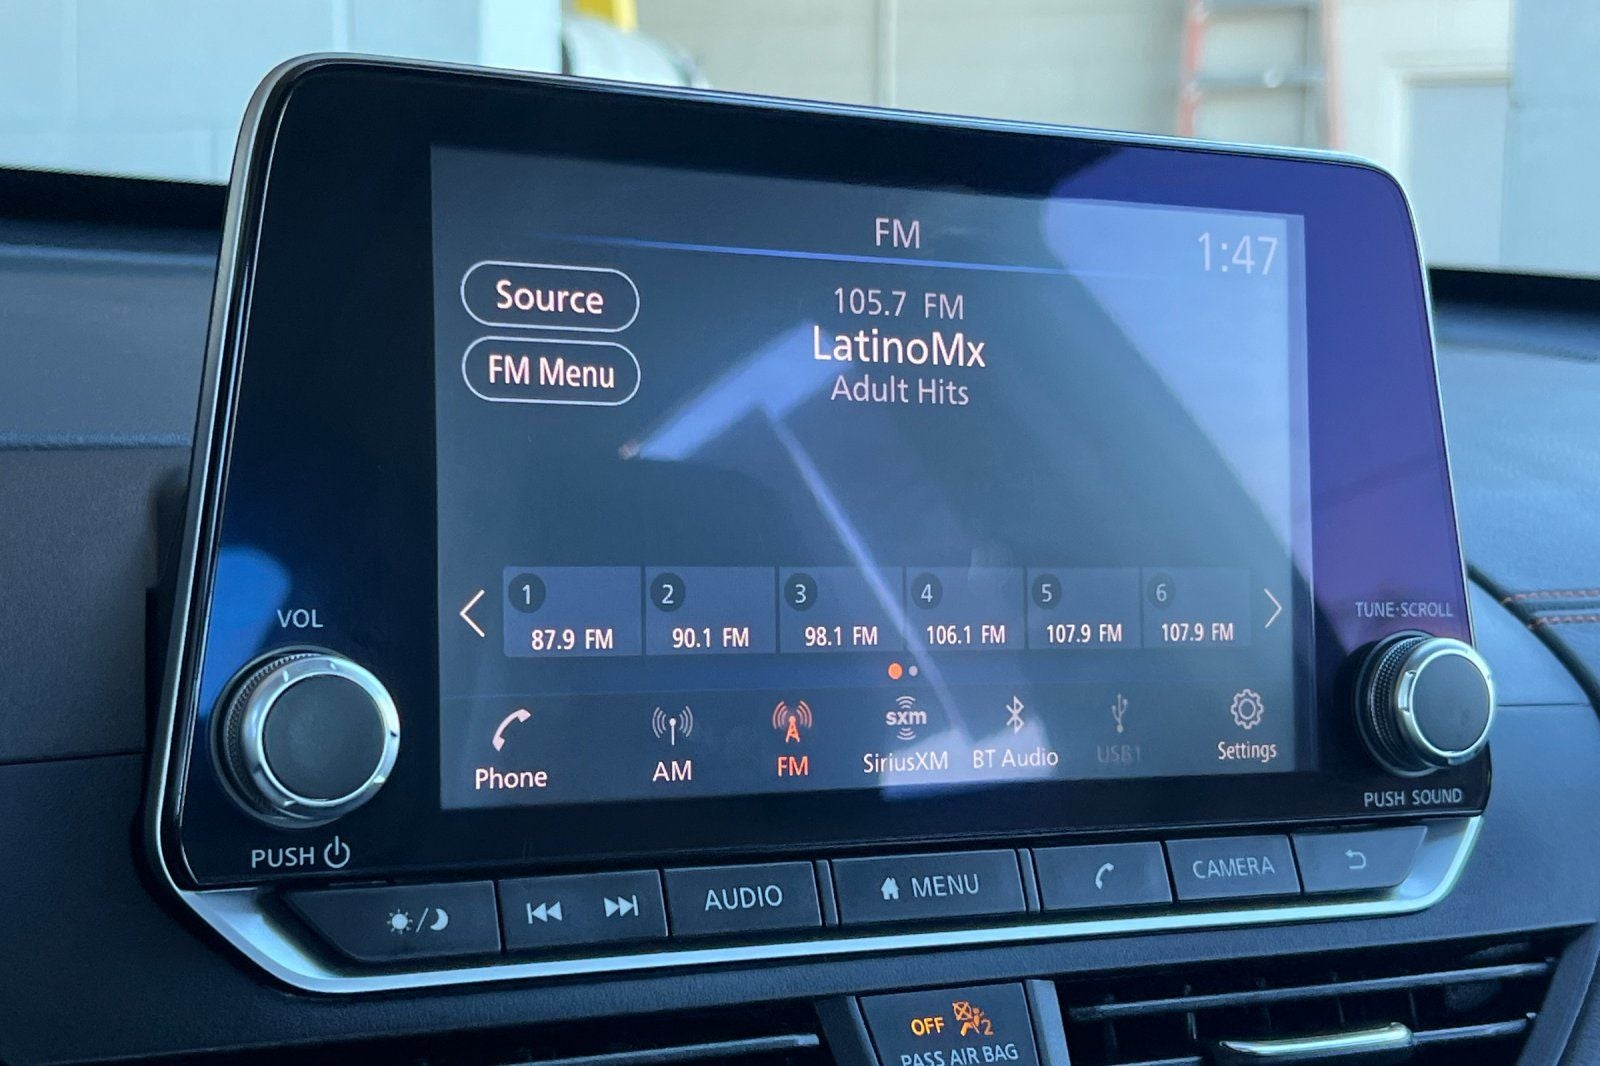 FM
1:47
Source
105.7 FM
LatinoMx
FM Menu
Adult Hits
1 2 3 4 5 6
87.9 FM 90.1 FM 98.1 FM 106.1 FM 107.9 FM 107.9 FM
sxm
Phone AM FM SiriusXM BT Audio USB1 Settings
VOL
PUSH
TUNE·SCROLL
PUSH SOUND
AUDIO MENU CAMERA
OFF 2
PASS AIR BAG